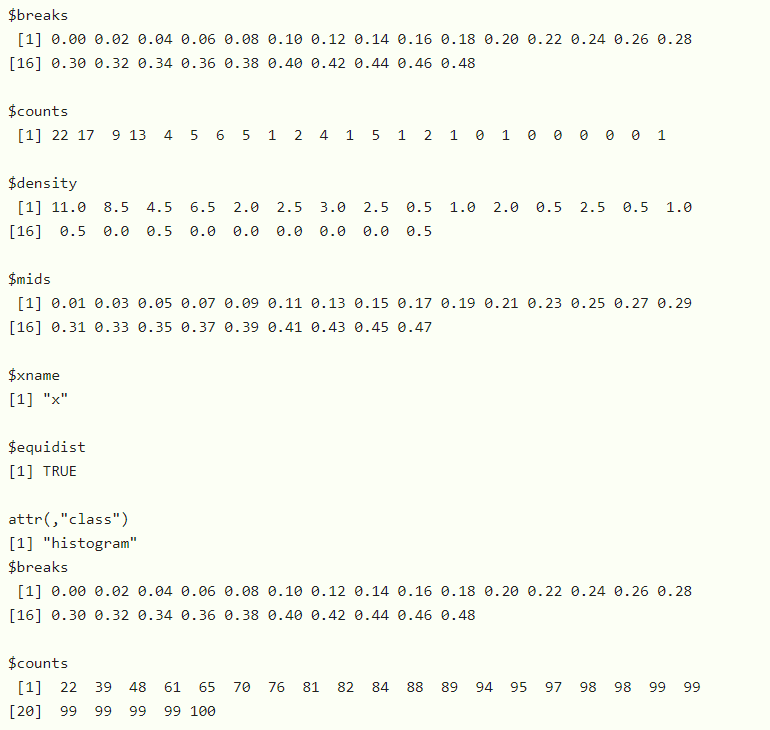 $breaks
 [1] 0.00 0.02 0.04 0.06 0.08 0.10 0.12 0.14 0.16 0.18 0.20 0.22 0.24 0.26 0.28
[16] 0.30 0.32 0.34 0.36 0.38 0.40 0.42 0.44 0.46 0.48

$counts
 [1] 22 17  9 13  4  5  6  5  1  2  4  1  5  1  2  1  0  1  0  0  0  0  0  1

$density
 [1] 11.0  8.5  4.5  6.5  2.0  2.5  3.0  2.5  0.5  1.0  2.0  0.5  2.5  0.5  1.0
[16]  0.5  0.0  0.5  0.0  0.0  0.0  0.0  0.0  0.5

$mids
 [1] 0.01 0.03 0.05 0.07 0.09 0.11 0.13 0.15 0.17 0.19 0.21 0.23 0.25 0.27 0.29
[16] 0.31 0.33 0.35 0.37 0.39 0.41 0.43 0.45 0.47

$xname
[1] "x"

$equidist
[1] TRUE

attr(,"class")
[1] "histogram"
$breaks
 [1] 0.00 0.02 0.04 0.06 0.08 0.10 0.12 0.14 0.16 0.18 0.20 0.22 0.24 0.26 0.28
[16] 0.30 0.32 0.34 0.36 0.38 0.40 0.42 0.44 0.46 0.48

$counts
 [1]  22  39  48  61  65  70  76  81  82  84  88  89  94  95  97  98  98  99  99
[20]  99  99  99  99 100